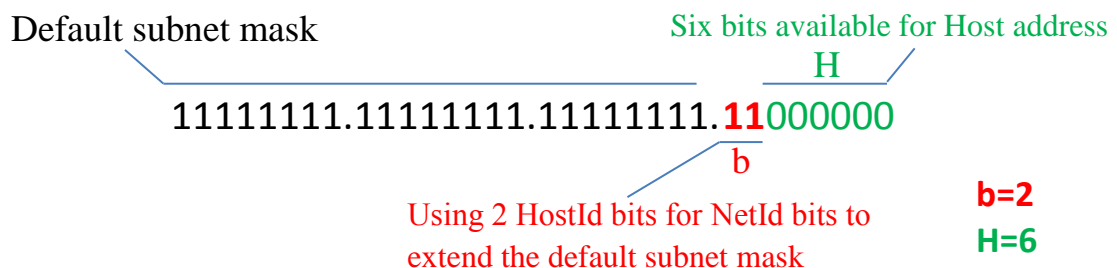 Default subnet mask
Six bits available for Host address
H
11111111.11111111.11111111.11000000
b
Using 2 HostId bits for NetId bits to
extend the default subnet mask
b=2
H=6